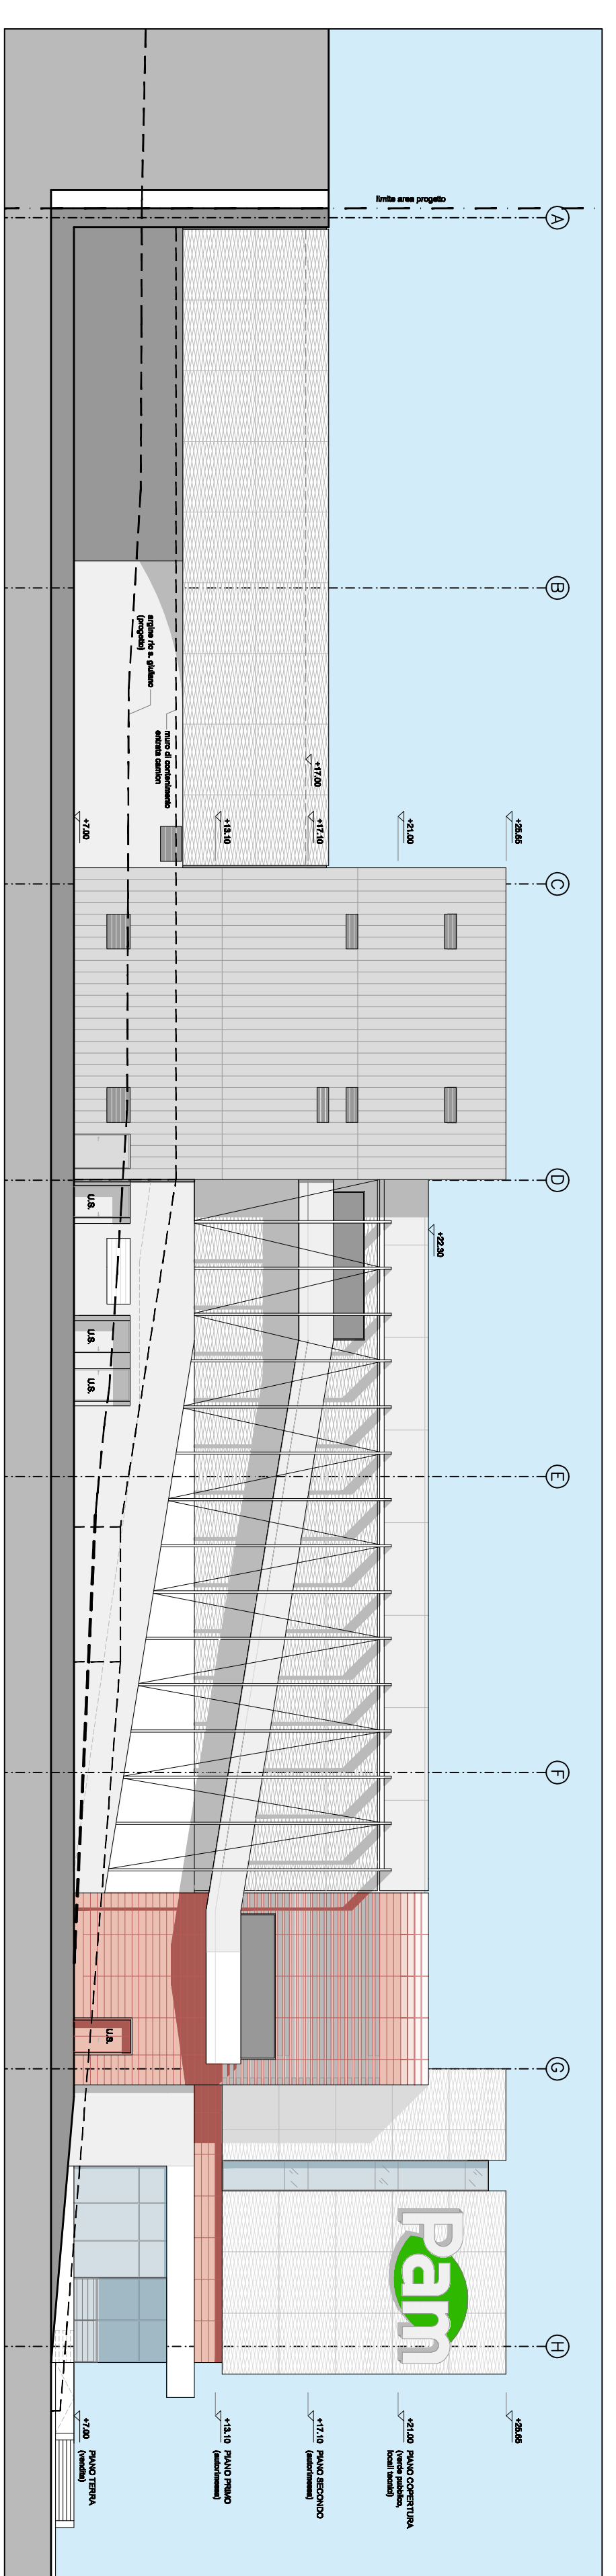 A
limite area progetto
B
argine rio s. giuliano
(progetto)
muro di contenimento
entrata camion
+17.00
+25.65
+21.00
+17.10
+13.10
+7.00
C
D
+22.30
U.S.
U.S.
U.S.
E
F
G
U.S.
Pam
H
+25.65
+21.00 PIANO COPERTURA
(verde pubblico,
locali tecnici)
+17.10 PIANO SECONDO
(autorimessa)
+13.10 PIANO PRIMO
(autorimessa)
+7.00 PIANO TERRA
(vendita)